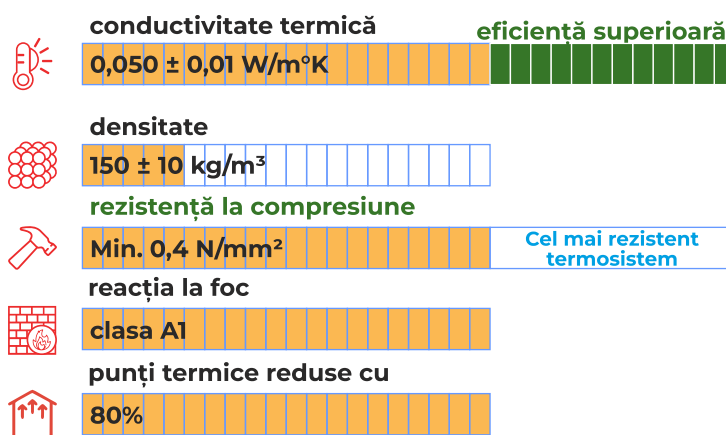 conductivitate termică
eficiență superioară
0,050 ± 0,01 W/m°K
densitate
150 ± 10 kg/m³
rezistență la compresiune
Min. 0,4 N/mm²
Cel mai rezistent
termosistem
reacția la foc
clasa A1
punți termice reduse cu
80%